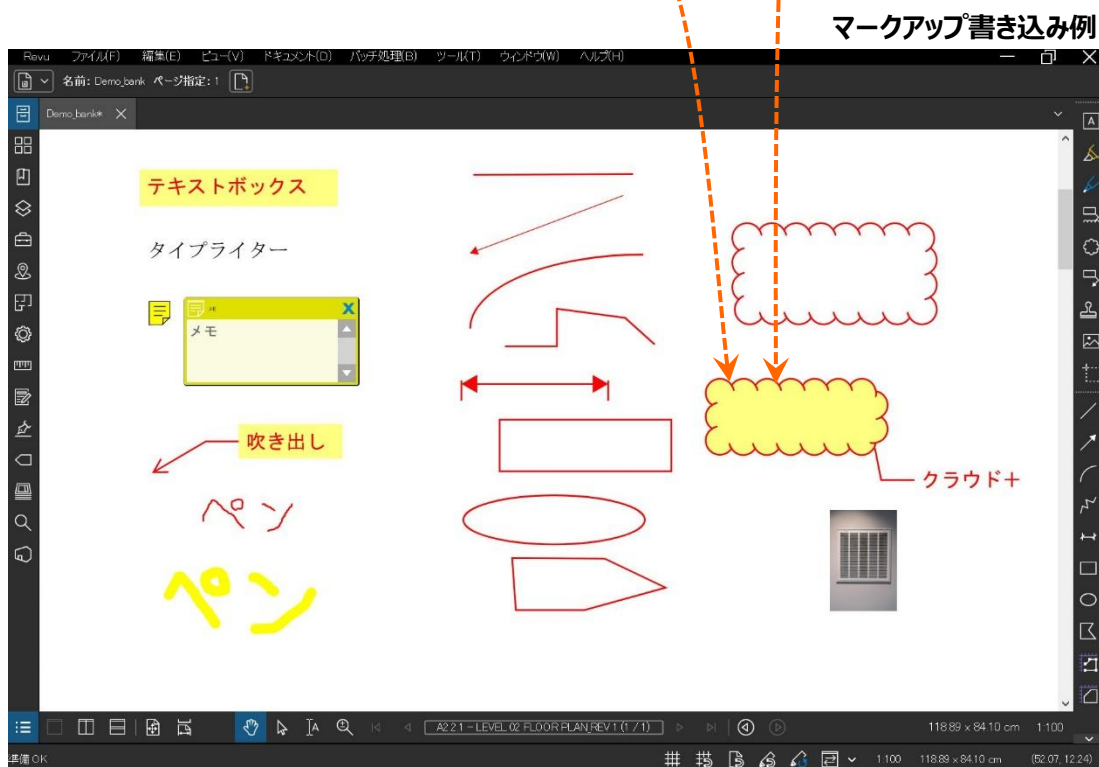 マークアップ書き込み例
Revu ファイル(F) 編集(E) ビュー(V) ドキュメント(D) バッチ処理(B) ツール(T) ウィンドウ(W) ヘルプ(H)
名前: Demo_bank ページ指定: 1
Demo_bank*
テキストボックス
タイプライター
メモ
吹き出し
クラウド+
ペン
ペン
A2.2.1 - LEVEL 02 FLOOR PLAN_REV 1 (1 / 1)
118.89 x 84.10 cm 1:100
準備 OK
1:100 118.89 x 84.10 cm (52.07, 12.24)